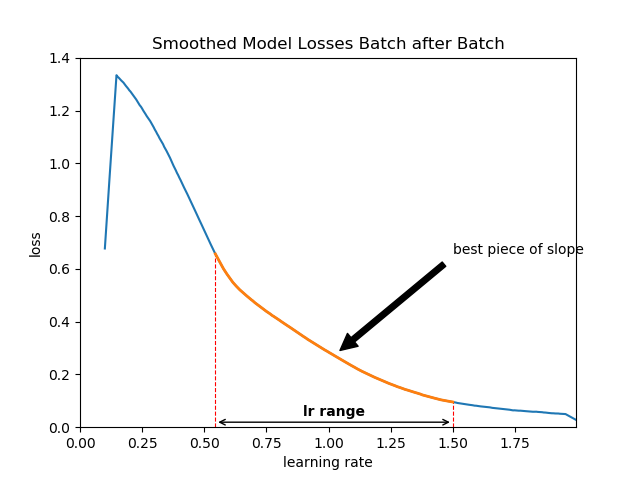 Smoothed Model Losses Batch after Batch
1.4
1.2
1.0
0.8
0.6
0.4
0.2
0.0
loss
best piece of slope
lr range
0.00 0.25 0.50 0.75 1.00 1.25 1.50 1.75
learning rate